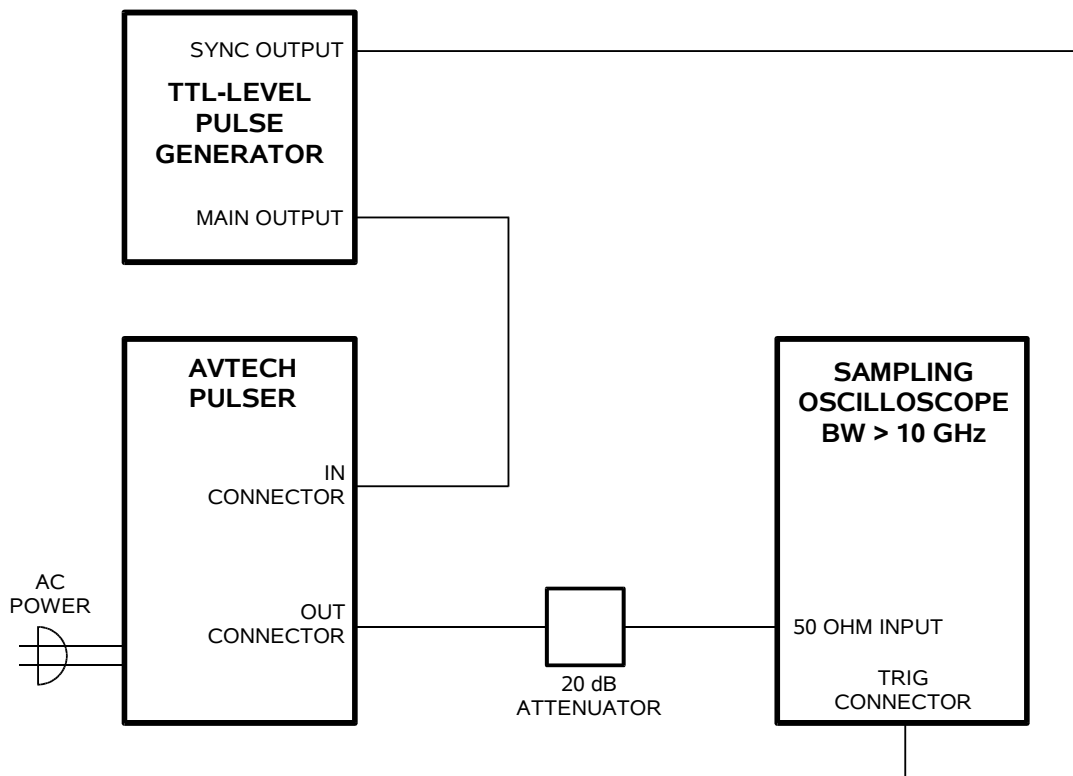 SYNC OUTPUT
TTL-LEVEL
PULSE
GENERATOR
MAIN OUTPUT
AVTECH
PULSER
IN
CONNECTOR
OUT
CONNECTOR
AC
POWER
20 dB
ATTENUATOR
SAMPLING
OSCILLOSCOPE
BW > 10 GHz
50 OHM INPUT
TRIG
CONNECTOR